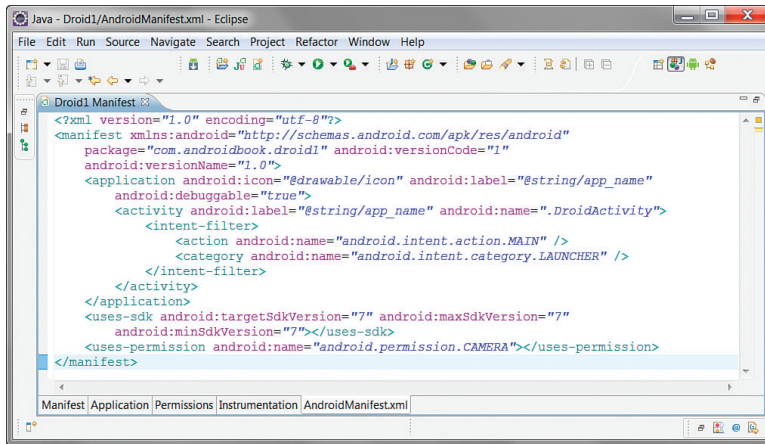 Java - Droid1/AndroidManifest.xml - Eclipse
File Edit Run Source Navigate Search Project Refactor Window Help
Droid1 Manifest
<?xml version="1.0" encoding="utf-8"?>
<manifest xmlns:android="http://schemas.android.com/apk/res/android"
package="com.androidbook.droid1" android:versionCode="1"
android:versionName="1.0">
<application android:icon="@drawable/icon" android:label="@string/app_name"
android:debuggable="true">
<activity android:label="@string/app_name" android:name=".DroidActivity">
<intent-filter>
<action android:name="android.intent.action.MAIN" />
<category android:name="android.intent.category.LAUNCHER" />
</intent-filter>
</activity>
</application>
<uses-sdk android:targetSdkVersion="7" android:maxSdkVersion="7"
android:minSdkVersion="7"></uses-sdk>
<uses-permission android:name="android.permission.CAMERA"></uses-permission>
</manifest>
Manifest Application Permissions Instrumentation AndroidManifest.xml